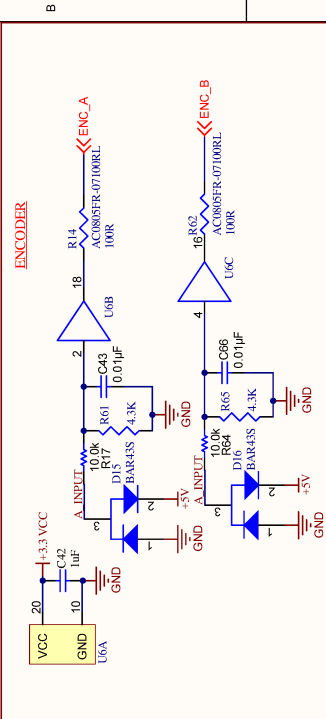 B
ENCODER
ENC_A
R14
AC0805FR-07100RL
100R
18
U6B
2
C43
0.01µF
R61
4.3K
GND
10.0k
R17
A_INPUT
D15
BAR43S
3
2
+5V
1
GND
ENC_B
R62
AC0805FR-07100RL
100R
16
U6C
4
C66
0.01µF
R65
4.3K
GND
10.0k
R64
A_INPUT
D16
BAR43S
3
2
+5V
1
GND
+3.3 VCC
C42
1uF
GND
20
10
VCC
GND
U6A